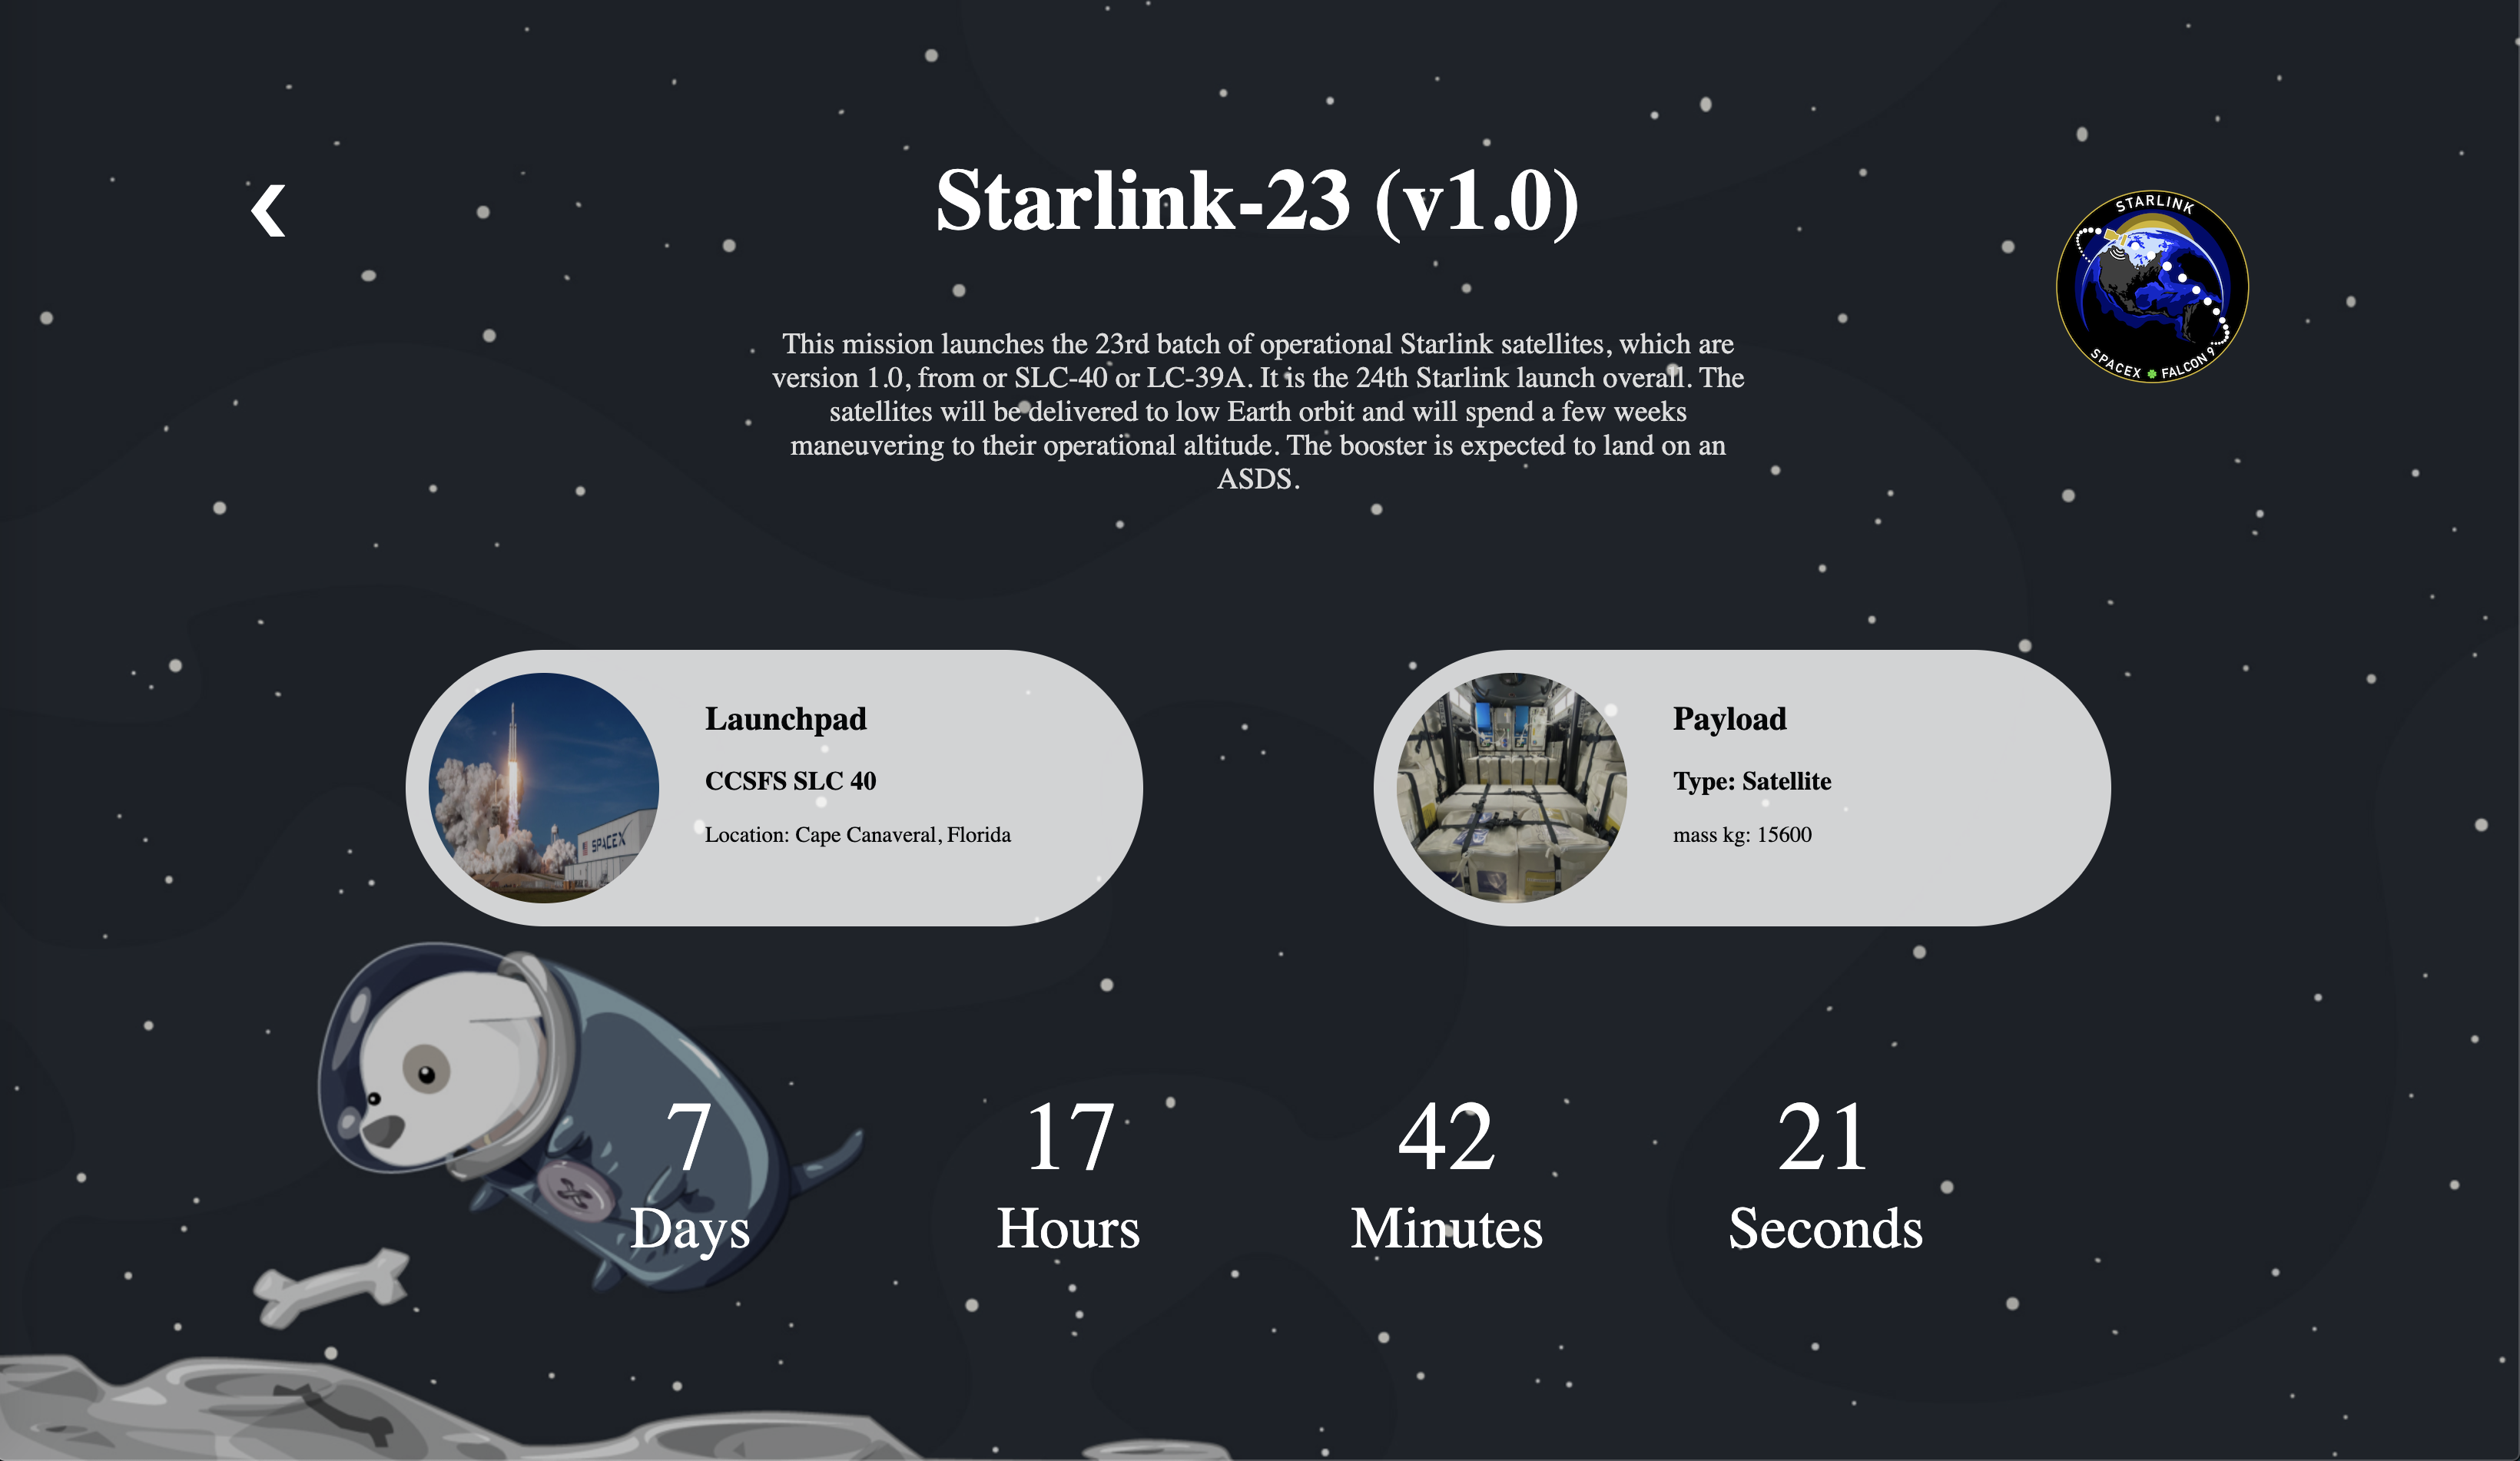 Starlink-23 (v1.0)
STARLINK
SPACEX FALCON 9
This mission launches the 23rd batch of operational Starlink satellites, which are
version 1.0, from or SLC-40 or LC-39A. It is the 24th Starlink launch overall. The
satellites will be delivered to low Earth orbit and will spend a few weeks
maneuvering to their operational altitude. The booster is expected to land on an
ASDS.
SPACEX
Launchpad
CCSFS SLC 40
Location: Cape Canaveral, Florida
Payload
Type: Satellite
mass kg: 15600
7 17 42 21
Days Hours Minutes Seconds